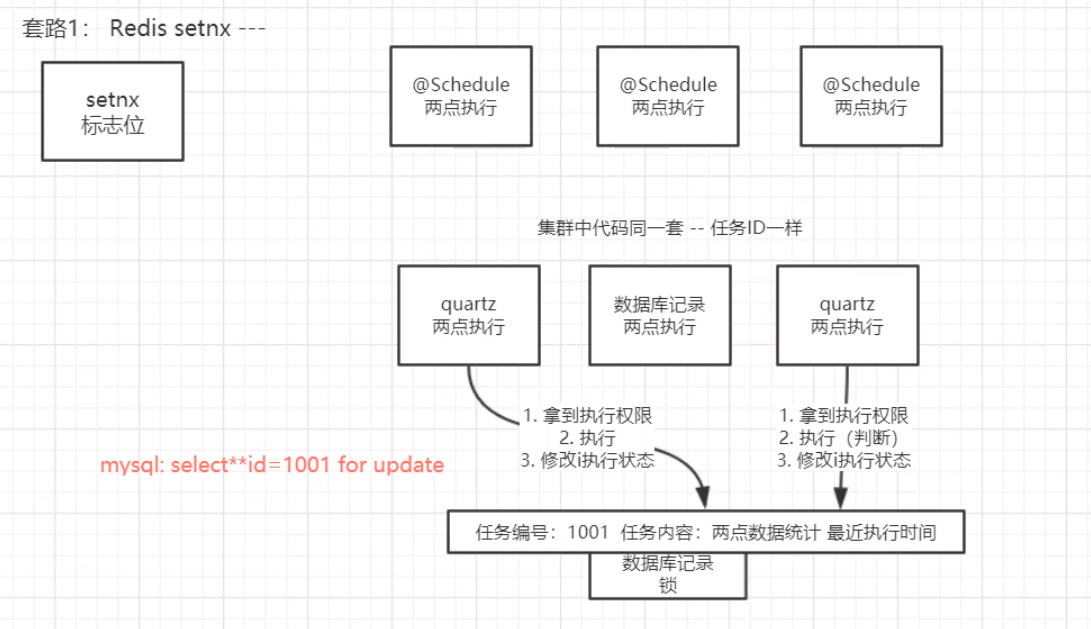 套路1： Redis setnx ---
setnx
标志位
@Schedule
两点执行
@Schedule
两点执行
@Schedule
两点执行
集群中代码同一套 -- 任务ID一样
quartz
两点执行
数据库记录
两点执行
quartz
两点执行
1. 拿到执行权限
2. 执行
3. 修改i执行状态
1. 拿到执行权限
2. 执行（判断）
3. 修改i执行状态
mysql: select**id=1001 for update
任务编号：1001 任务内容：两点数据统计 最近执行时间
数据库记录
锁